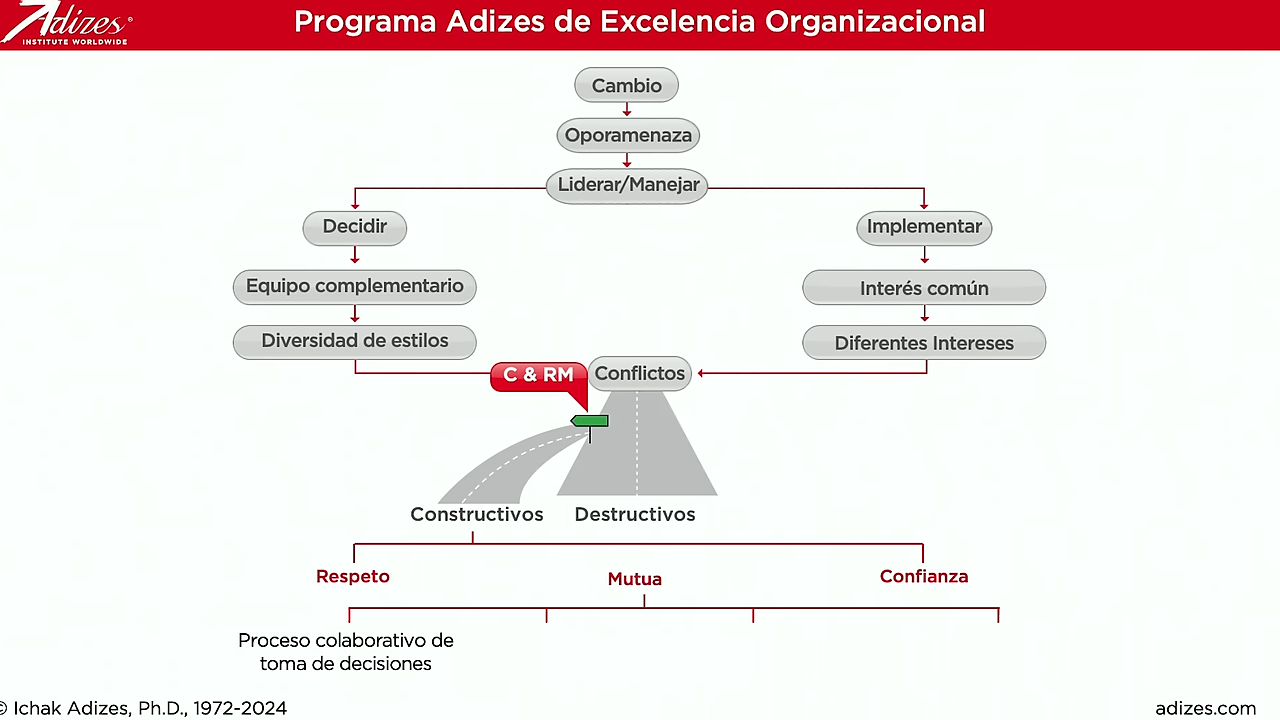 Adizes®
INSTITUTE WORLDWIDE
Programa Adizes de Excelencia Organizacional
Cambio
Oporamenaza
Liderar/Manejar
Decidir
Implementar
Equipo complementario
Interés común
Diversidad de estilos
Diferentes Intereses
C & RM
Conflictos
Constructivos
Destructivos
Respeto
Mutua
Confianza
Proceso colaborativo de
toma de decisiones
© Ichak Adizes, Ph.D., 1972-2024
adizes.com